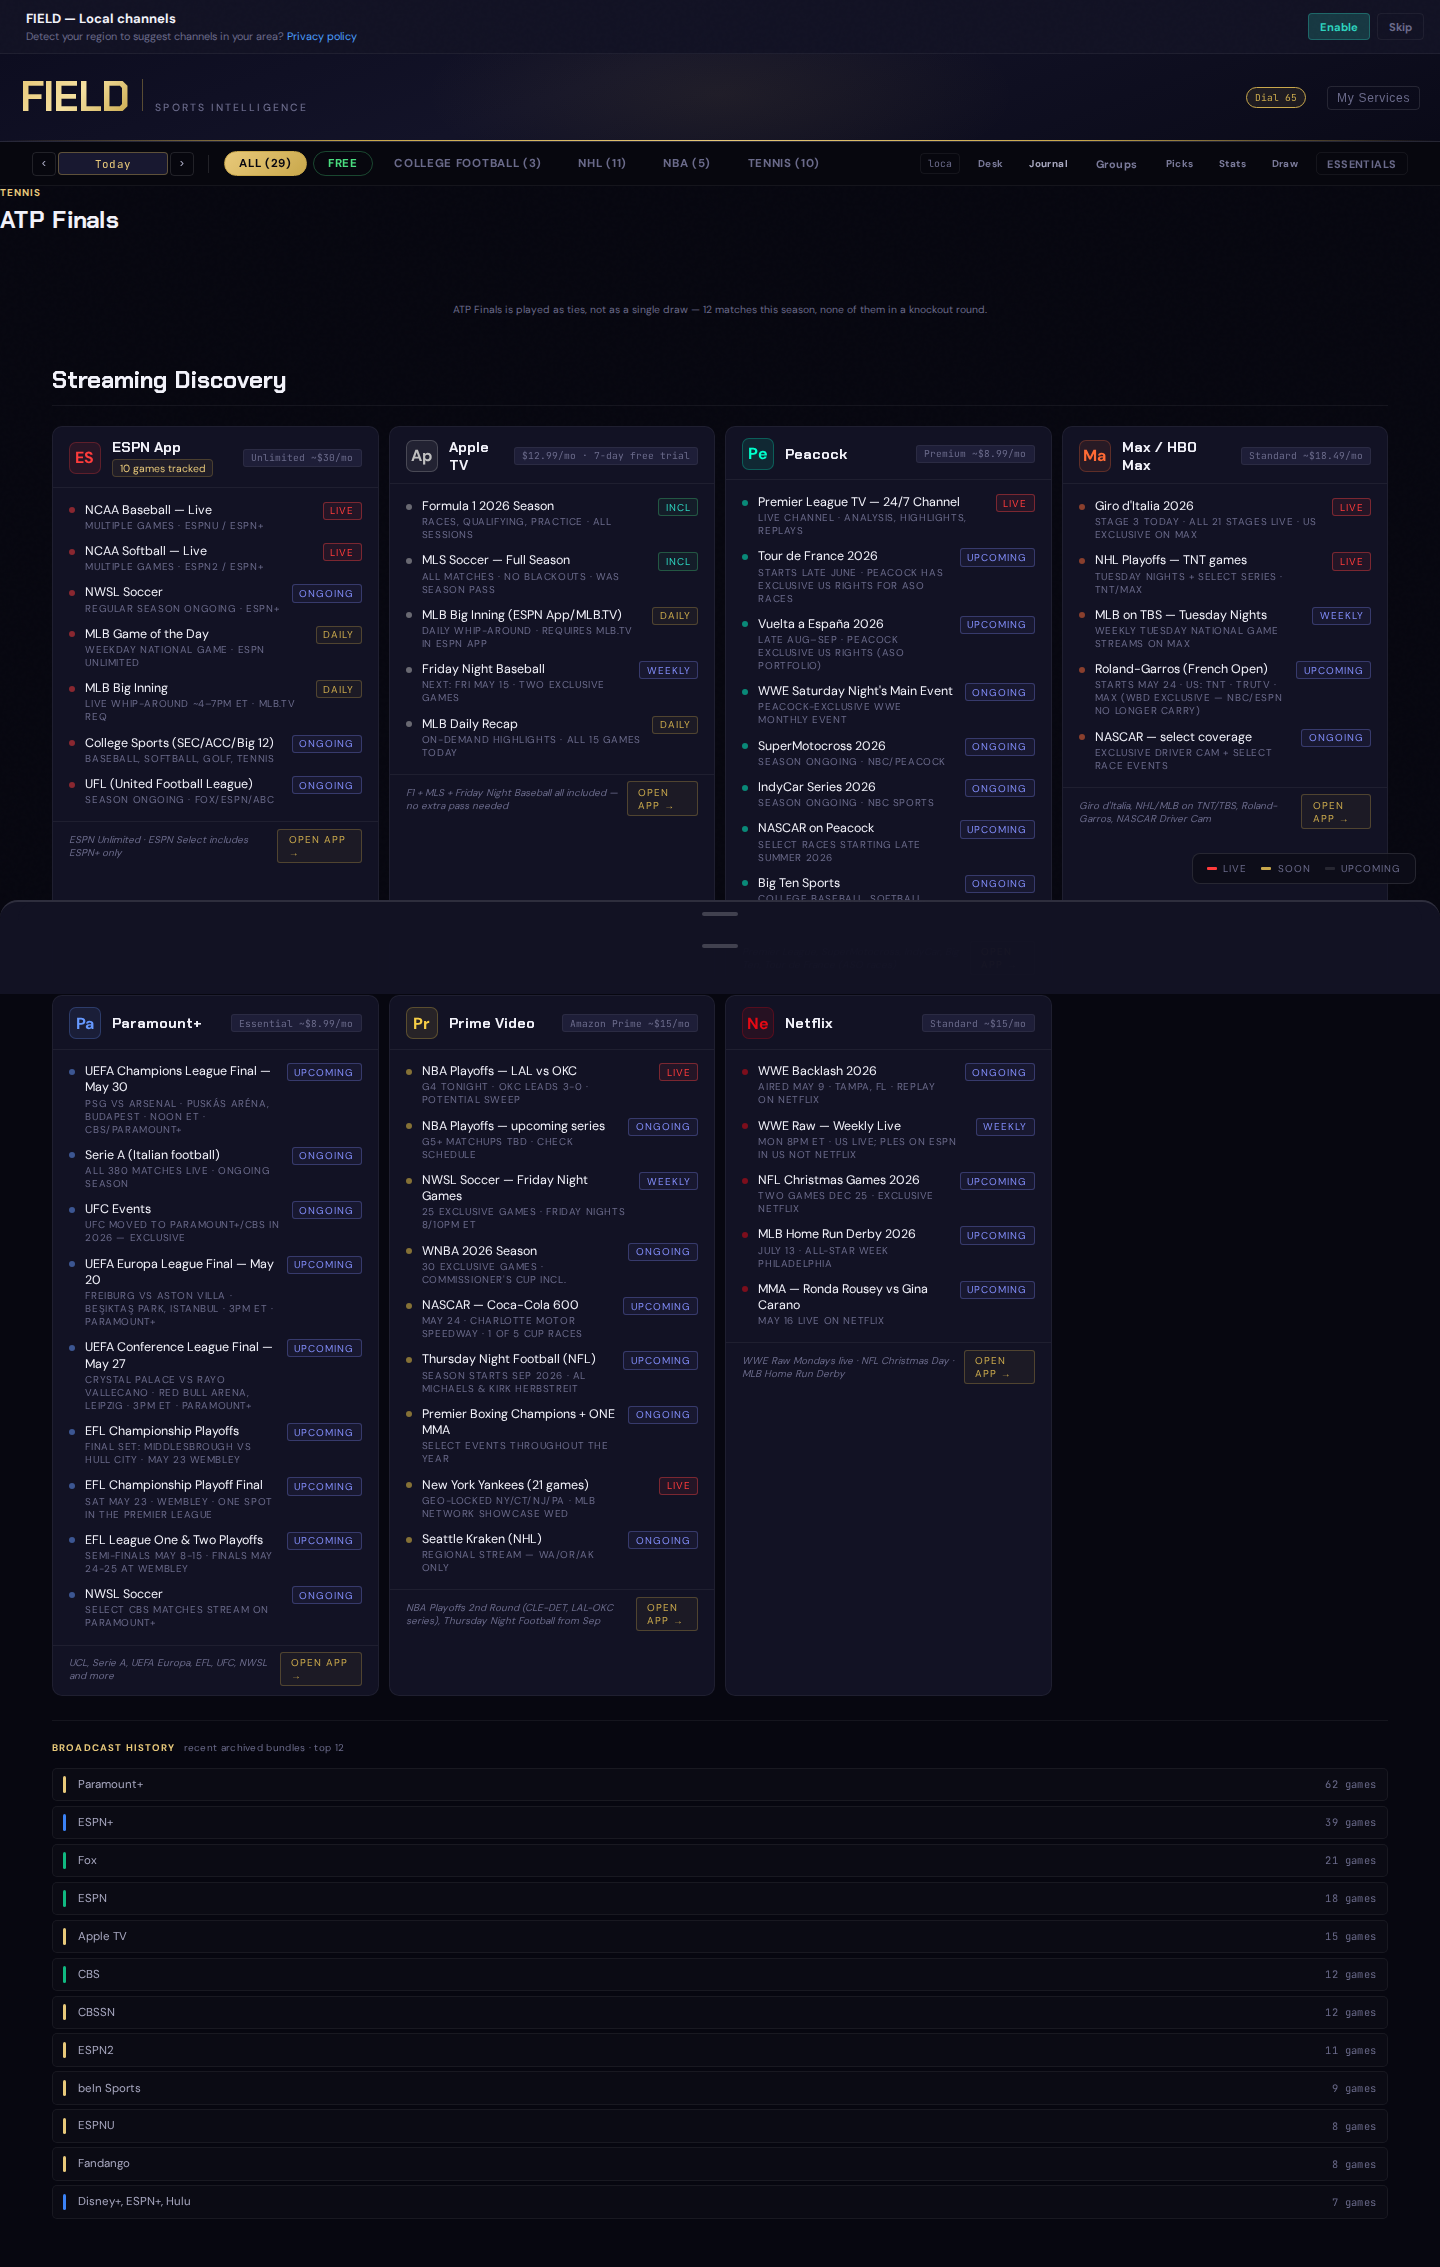 FIELD — Local channels
Detect your region to suggest channels in your area? Privacy policy
Enable
Skip
FIELD
SPORTS INTELLIGENCE
Dial 65
My Services
‹
Today
›
ALL (29)
FREE
COLLEGE FOOTBALL (3)
NHL (11)
NBA (5)
TENNIS (10)
loca
Desk
Journal
Groups
Picks
Stats
Draw
ESSENTIALS
TENNIS
ATP Finals
ATP Finals is played as ties, not as a single draw — 12 matches this season, none of them in a knockout round.
Streaming Discovery
ES
ESPN App
10 games tracked
Unlimited ~$30/mo
NCAA Baseball — Live
LIVE
MULTIPLE GAMES · ESPNU / ESPN+
NCAA Softball — Live
LIVE
MULTIPLE GAMES · ESPN2 / ESPN+
NWSL Soccer
ONGOING
REGULAR SEASON ONGOING · ESPN+
MLB Game of the Day
DAILY
WEEKDAY NATIONAL GAME · ESPN
UNLIMITED
MLB Big Inning
DAILY
LIVE WHIP-AROUND ~4–7PM ET · MLB.TV
REQ
College Sports (SEC/ACC/Big 12)
ONGOING
BASEBALL, SOFTBALL, GOLF, TENNIS
UFL (United Football League)
ONGOING
SEASON ONGOING · FOX/ESPN/ABC
ESPN Unlimited · ESPN Select includes
ESPN+ only
OPEN APP
→
Ap
Apple
TV
$12.99/mo · 7-day free trial
Formula 1 2026 Season
INCL
RACES, QUALIFYING, PRACTICE · ALL
SESSIONS
MLS Soccer — Full Season
INCL
ALL MATCHES · NO BLACKOUTS · WAS
SEASON PASS
MLB Big Inning (ESPN App/MLB.TV)
DAILY
DAILY WHIP-AROUND · REQUIRES MLB.TV
IN ESPN APP
Friday Night Baseball
WEEKLY
NEXT: FRI MAY 15 · TWO EXCLUSIVE
GAMES
MLB Daily Recap
DAILY
ON-DEMAND HIGHLIGHTS · ALL 15 GAMES
TODAY
F1 + MLS + Friday Night Baseball all included —
no extra pass needed
OPEN
APP →
Pe
Peacock
Premium ~$8.99/mo
Premier League TV — 24/7 Channel
LIVE
LIVE CHANNEL · ANALYSIS, HIGHLIGHTS,
REPLAYS
Tour de France 2026
UPCOMING
STARTS LATE JUNE · PEACOCK HAS
EXCLUSIVE US RIGHTS FOR ASO
RACES
Vuelta a España 2026
UPCOMING
LATE AUG–SEP · PEACOCK
EXCLUSIVE US RIGHTS (ASO
PORTFOLIO)
WWE Saturday Night's Main Event
ONGOING
PEACOCK-EXCLUSIVE WWE
MONTHLY EVENT
SuperMotocross 2026
ONGOING
SEASON ONGOING · NBC/PEACOCK
IndyCar Series 2026
ONGOING
SEASON ONGOING · NBC SPORTS
NASCAR on Peacock
UPCOMING
SELECT RACES STARTING LATE
SUMMER 2026
Big Ten Sports
ONGOING
COLLEGE BASEBALL, SOFTBALL
Ma
Max / HBO
Max
Standard ~$18.49/mo
Giro d'Italia 2026
LIVE
STAGE 3 TODAY · ALL 21 STAGES LIVE · US
EXCLUSIVE ON MAX
NHL Playoffs — TNT games
LIVE
TUESDAY NIGHTS + SELECT SERIES ·
TNT/MAX
MLB on TBS — Tuesday Nights
WEEKLY
WEEKLY TUESDAY NATIONAL GAME
STREAMS ON MAX
Roland-Garros (French Open)
UPCOMING
STARTS MAY 24 · US: TNT · TRUTV ·
MAX (WBD EXCLUSIVE — NBC/ESPN
NO LONGER CARRY)
NASCAR — select coverage
ONGOING
EXCLUSIVE DRIVER CAM + SELECT
RACE EVENTS
Giro d'Italia, NHL/MLB on TNT/TBS, Roland-
Garros, NASCAR Driver Cam
OPEN
APP →
LIVE
SOON
UPCOMING
Pa
Paramount+
Essential ~$8.99/mo
UEFA Champions League Final —
May 30
UPCOMING
PSG VS ARSENAL · PUSKÁS ARÉNA,
BUDAPEST · NOON ET ·
CBS/PARAMOUNT+
Serie A (Italian football)
ONGOING
ALL 380 MATCHES LIVE · ONGOING
SEASON
UFC Events
ONGOING
UFC MOVED TO PARAMOUNT+/CBS IN
2026 — EXCLUSIVE
UEFA Europa League Final — May
20
UPCOMING
FREIBURG VS ASTON VILLA ·
BEŞIKTAŞ PARK, ISTANBUL · 3PM ET ·
PARAMOUNT+
UEFA Conference League Final —
May 27
UPCOMING
CRYSTAL PALACE VS RAYO
VALLECANO · RED BULL ARENA,
LEIPZIG · 3PM ET · PARAMOUNT+
EFL Championship Playoffs
UPCOMING
FINAL SET: MIDDLESBROUGH VS
HULL CITY · MAY 23 WEMBLEY
EFL Championship Playoff Final
UPCOMING
SAT MAY 23 · WEMBLEY · ONE SPOT
IN THE PREMIER LEAGUE
EFL League One & Two Playoffs
UPCOMING
SEMI-FINALS MAY 8–15 · FINALS MAY
24–25 AT WEMBLEY
NWSL Soccer
ONGOING
SELECT CBS MATCHES STREAM ON
PARAMOUNT+
UCL, Serie A, UEFA Europa, EFL, UFC, NWSL
and more
OPEN APP
→
Pr
Prime Video
Amazon Prime ~$15/mo
NBA Playoffs — LAL vs OKC
LIVE
G4 TONIGHT · OKC LEADS 3-0 ·
POTENTIAL SWEEP
NBA Playoffs — upcoming series
ONGOING
G5+ MATCHUPS TBD · CHECK
SCHEDULE
NWSL Soccer — Friday Night
Games
WEEKLY
25 EXCLUSIVE GAMES · FRIDAY NIGHTS
8/10PM ET
WNBA 2026 Season
ONGOING
30 EXCLUSIVE GAMES ·
COMMISSIONER'S CUP INCL.
NASCAR — Coca-Cola 600
UPCOMING
MAY 24 · CHARLOTTE MOTOR
SPEEDWAY · 1 OF 5 CUP RACES
Thursday Night Football (NFL)
UPCOMING
SEASON STARTS SEP 2026 · AL
MICHAELS & KIRK HERBSTREIT
Premier Boxing Champions + ONE
MMA
ONGOING
SELECT EVENTS THROUGHOUT THE
YEAR
New York Yankees (21 games)
LIVE
GEO-LOCKED NY/CT/NJ/PA · MLB
NETWORK SHOWCASE WED
Seattle Kraken (NHL)
ONGOING
REGIONAL STREAM — WA/OR/AK
ONLY
NBA Playoffs 2nd Round (CLE-DET, LAL-OKC
series), Thursday Night Football from Sep
OPEN
APP →
Ne
Netflix
Standard ~$15/mo
WWE Backlash 2026
ONGOING
AIRED MAY 9 · TAMPA, FL · REPLAY
ON NETFLIX
WWE Raw — Weekly Live
WEEKLY
MON 8PM ET · US LIVE; PLES ON ESPN
IN US NOT NETFLIX
NFL Christmas Games 2026
UPCOMING
TWO GAMES DEC 25 · EXCLUSIVE
NETFLIX
MLB Home Run Derby 2026
UPCOMING
JULY 13 · ALL-STAR WEEK
PHILADELPHIA
MMA — Ronda Rousey vs Gina
Carano
UPCOMING
MAY 16 LIVE ON NETFLIX
WWE Raw Mondays live · NFL Christmas Day ·
MLB Home Run Derby
OPEN
APP →
BROADCAST HISTORY recent archived bundles · top 12
Paramount+ 62 games
ESPN+ 39 games
Fox 21 games
ESPN 18 games
Apple TV 15 games
CBS 12 games
CBSSN 12 games
ESPN2 11 games
beIn Sports 9 games
ESPNU 8 games
Fandango 8 games
Disney+, ESPN+, Hulu 7 games